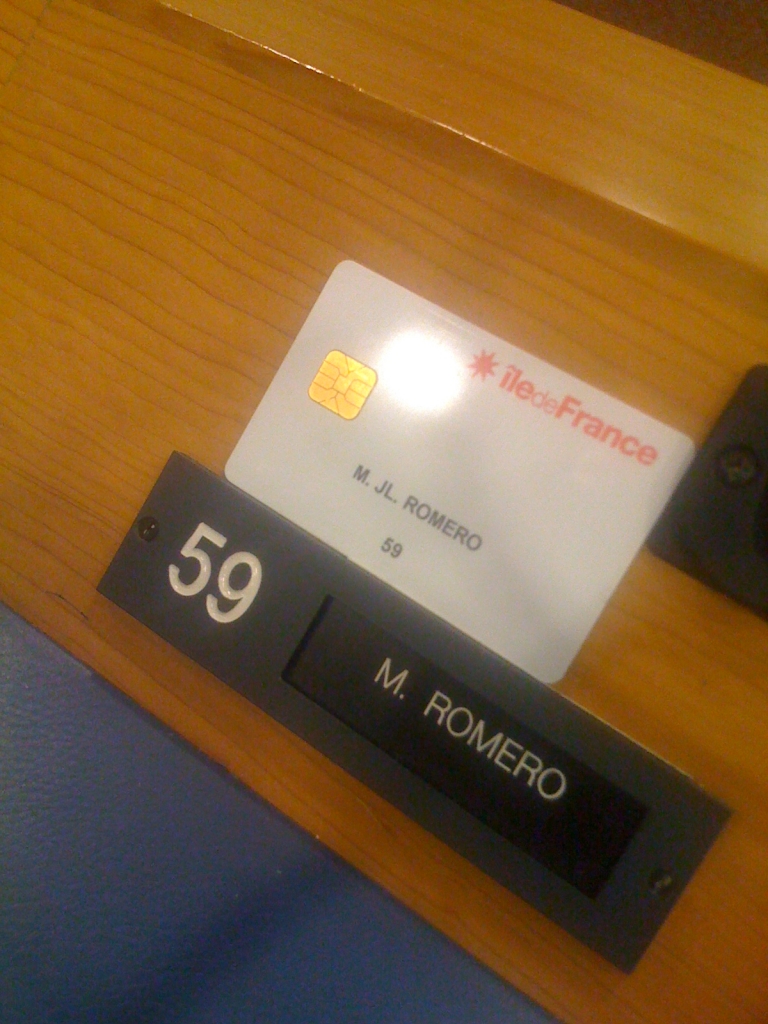 îledeFrance
M. JL. ROMERO
59
59
M. ROMERO